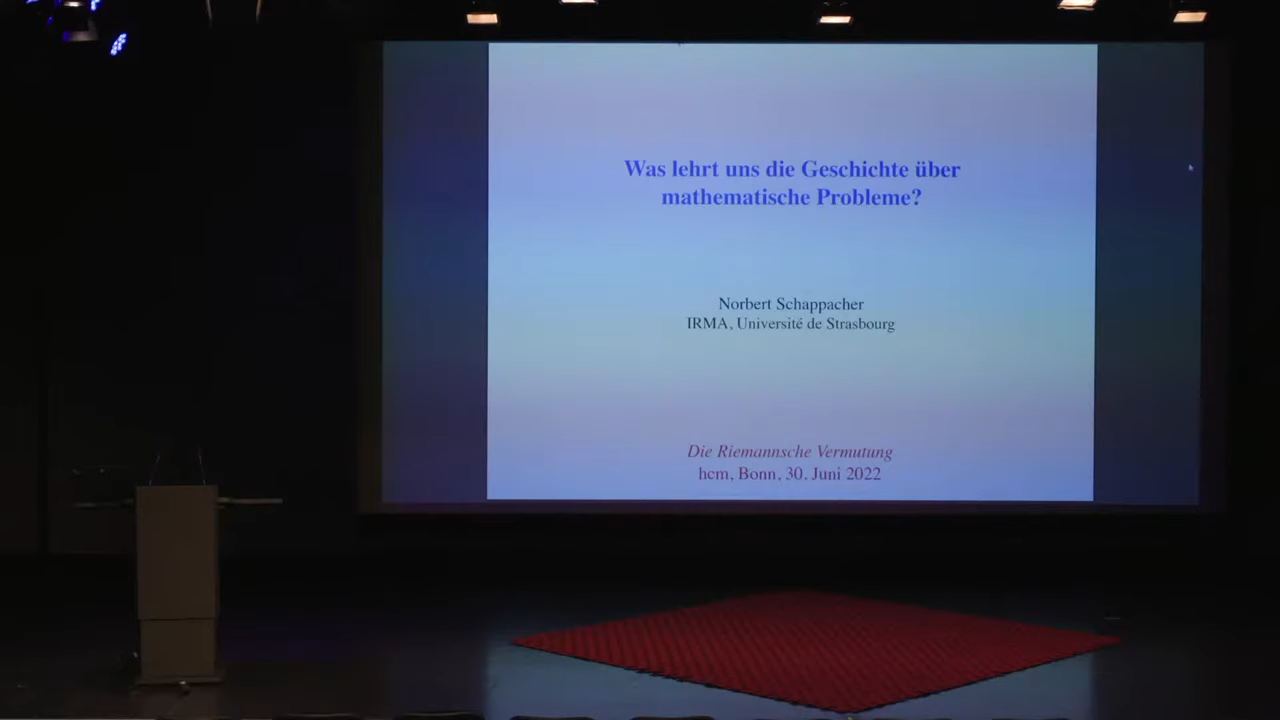 Was lehrt uns die Geschichte über
mathematische Probleme?
Norbert Schappacher
IRMA, Université de Strasbourg
Die Riemannsche Vermutung
hcm, Bonn, 30. Juni 2022